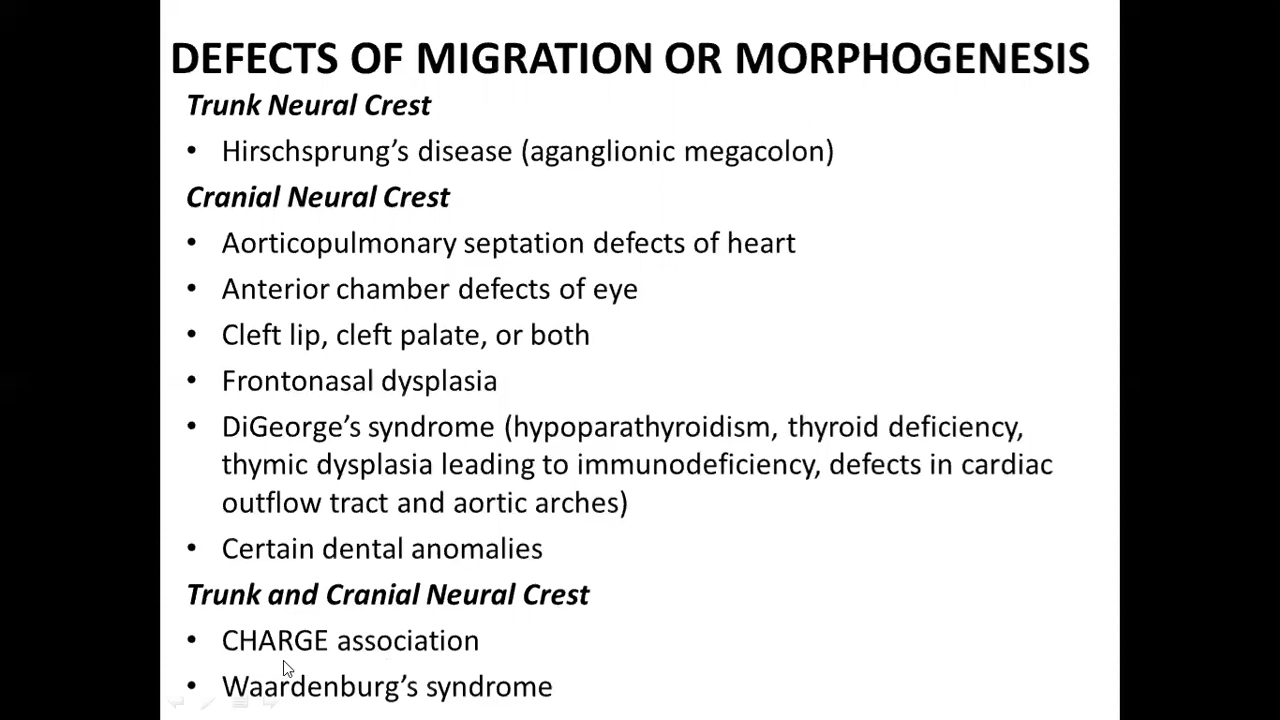 DEFECTS OF MIGRATION OR MORPHOGENESIS
Trunk Neural Crest
• Hirschsprung’s disease (aganglionic megacolon)
Cranial Neural Crest
• Aorticopulmonary septation defects of heart
• Anterior chamber defects of eye
• Cleft lip, cleft palate, or both
• Frontonasal dysplasia
• DiGeorge’s syndrome (hypoparathyroidism, thyroid deficiency,
thymic dysplasia leading to immunodeficiency, defects in cardiac
outflow tract and aortic arches)
• Certain dental anomalies
Trunk and Cranial Neural Crest
• CHARGE association
• Waardenburg’s syndrome